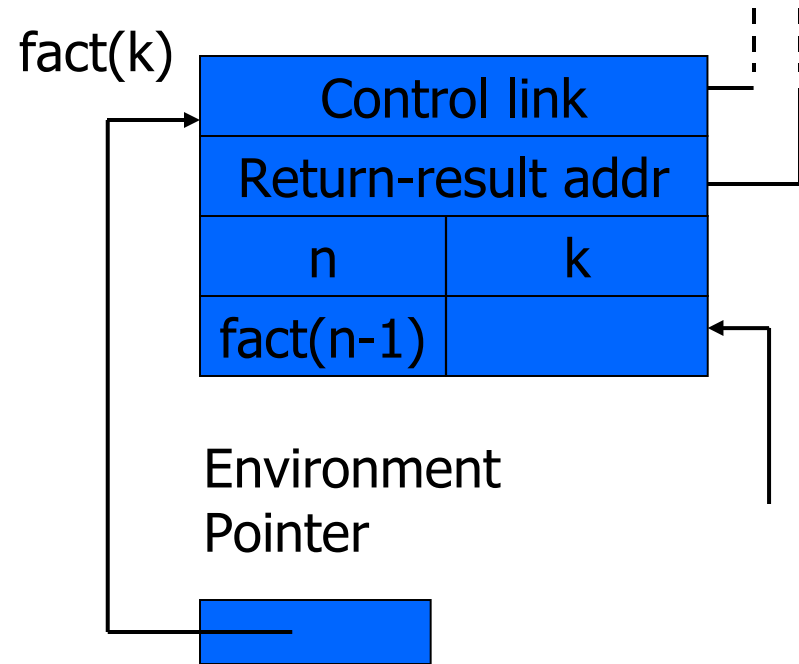 fact(k)
Control link
Return-result addr
n k
fact(n-1)
Environment
Pointer